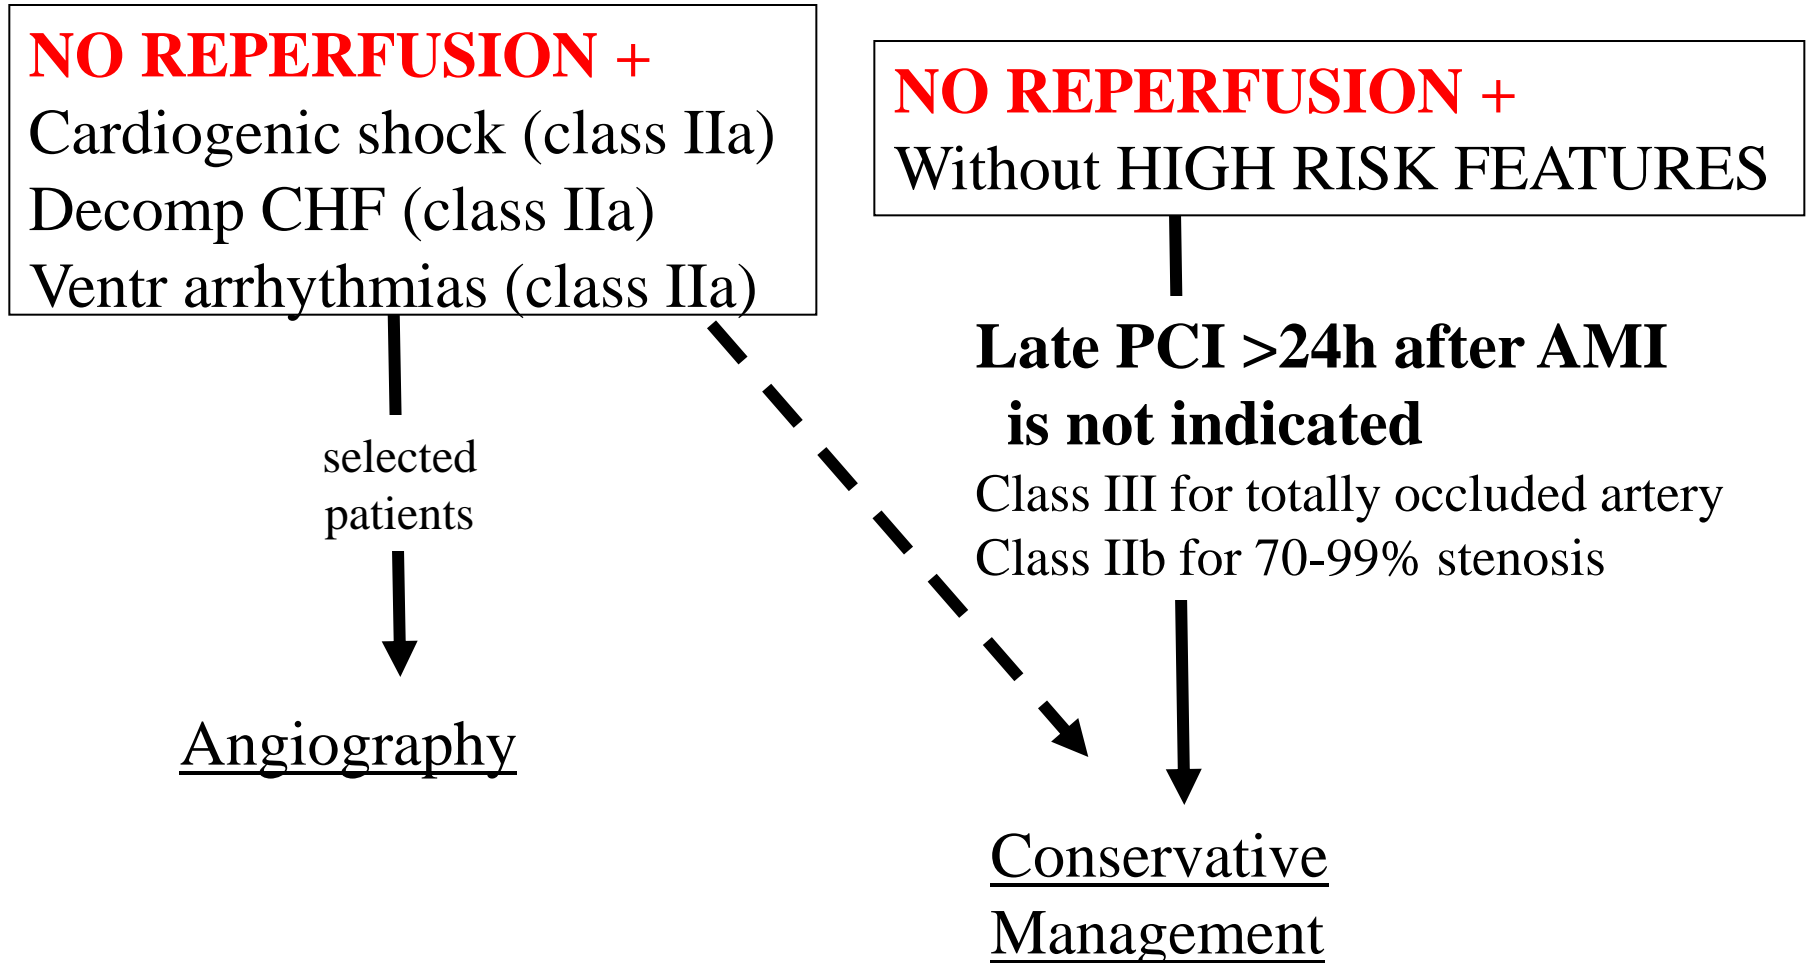 NO REPERFUSION +
Cardiogenic shock (class IIa)
Decomp CHF (class IIa)
Ventr arrhythmias (class IIa)
selected
patients
Angiography
NO REPERFUSION +
Without HIGH RISK FEATURES
Late PCI >24h after AMI
is not indicated
Class III for totally occluded artery
Class IIb for 70-99% stenosis
Conservative
Management